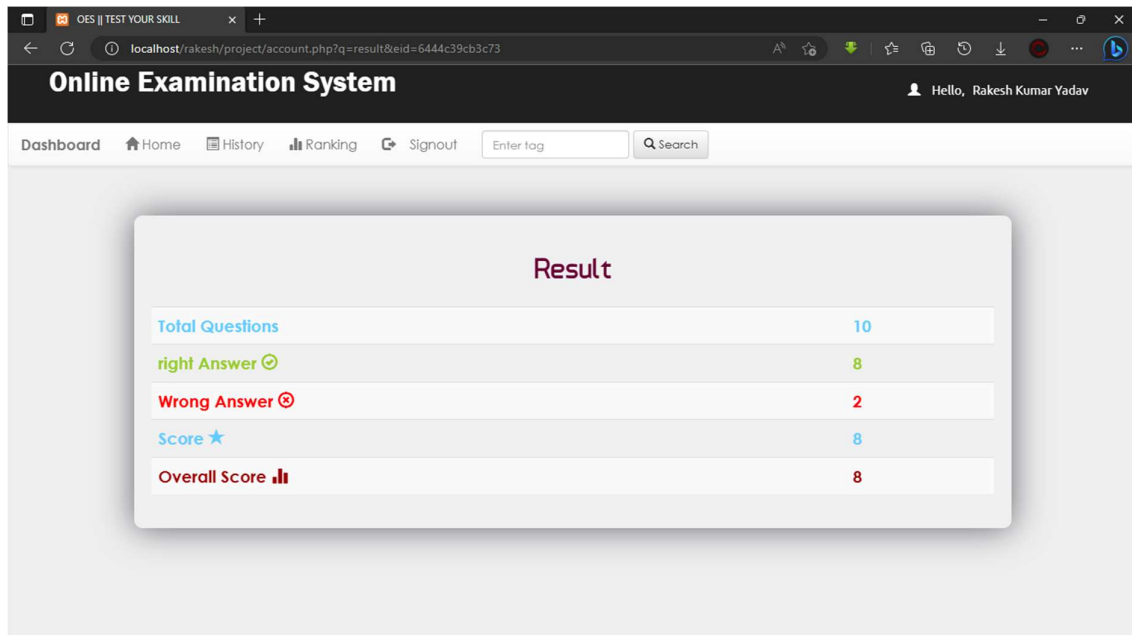 OES || TEST YOUR SKILL
localhost/rakesh/project/account.php?q=result&eid=6444c39cb3c73
Online Examination System
Hello, Rakesh Kumar Yadav
Dashboard Home History Ranking Signout Enter tag Search
Result
Total Questions 10
right Answer 8
Wrong Answer 2
Score 8
Overall Score 8